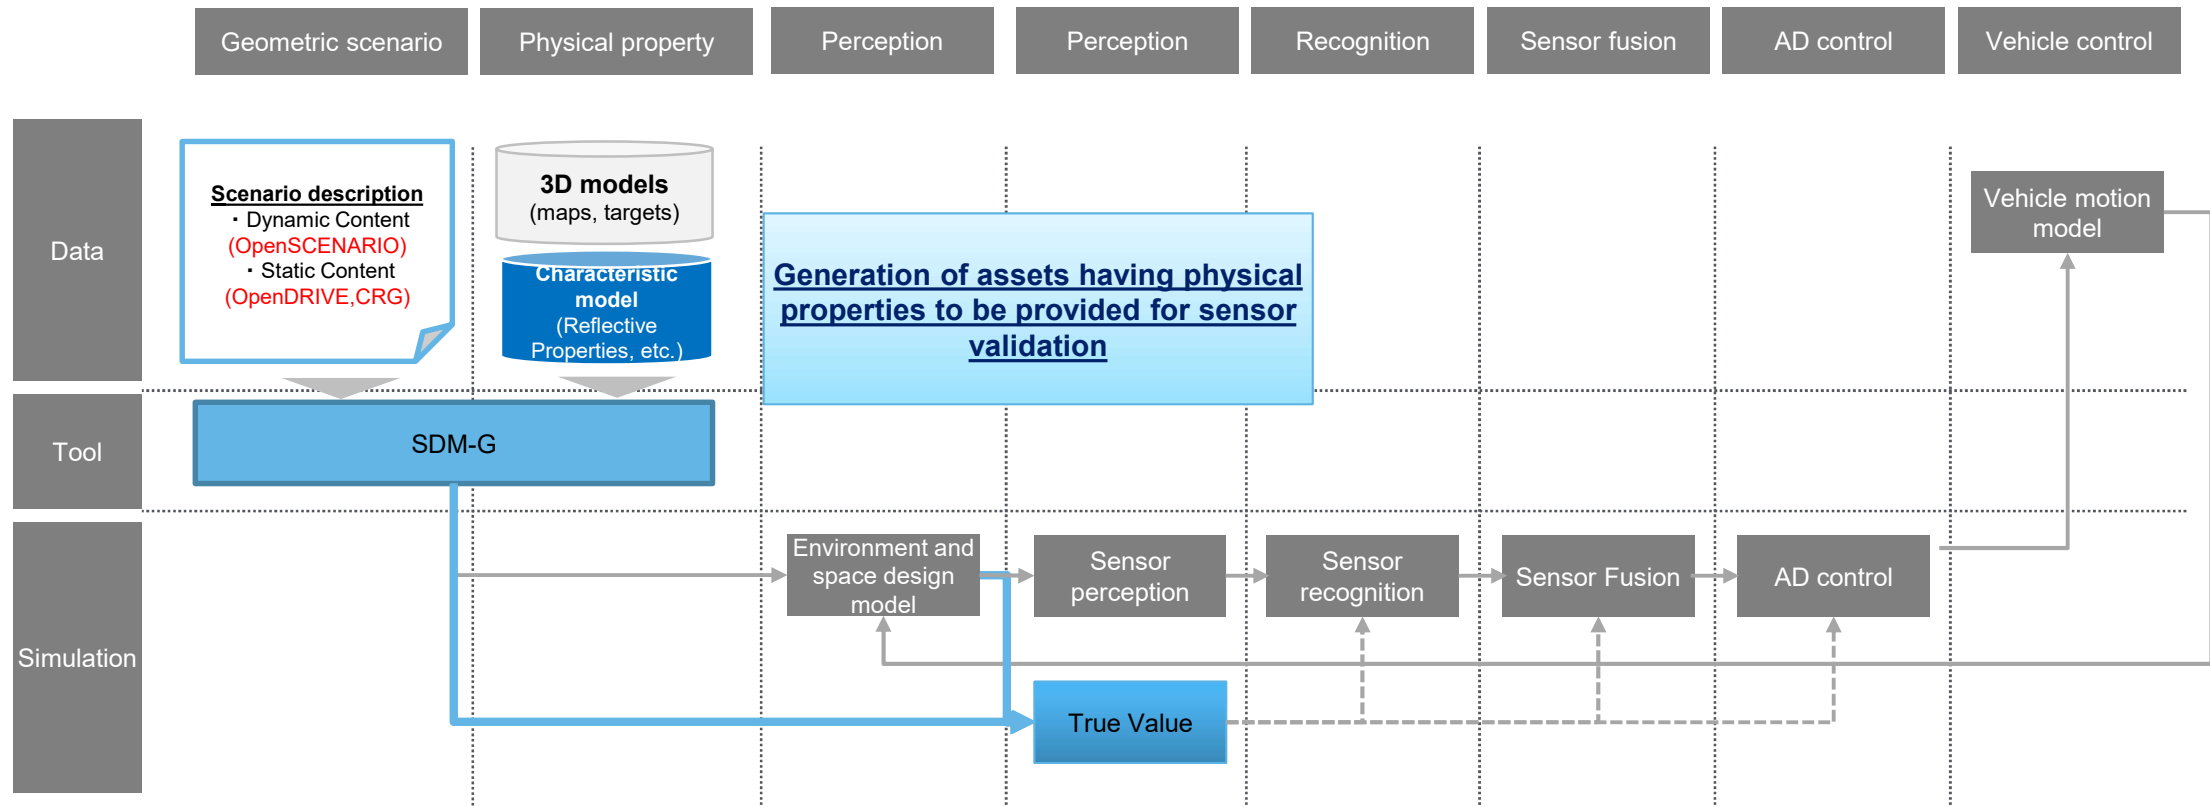 Geometric scenario
Physical property
Perception
Perception
Recognition
Sensor fusion
AD control
Vehicle control
Data
Scenario description
・Dynamic Content
(OpenSCENARIO)
・Static Content
(OpenDRIVE,CRG)
3D models
(maps, targets)
Characteristic
model
(Reflective
Properties, etc.)
Generation of assets having physical
properties to be provided for sensor
validation
Vehicle motion
model
Tool
SDM-G
Simulation
Environment and
space design
model
Sensor
perception
Sensor
recognition
Sensor Fusion
AD control
True Value